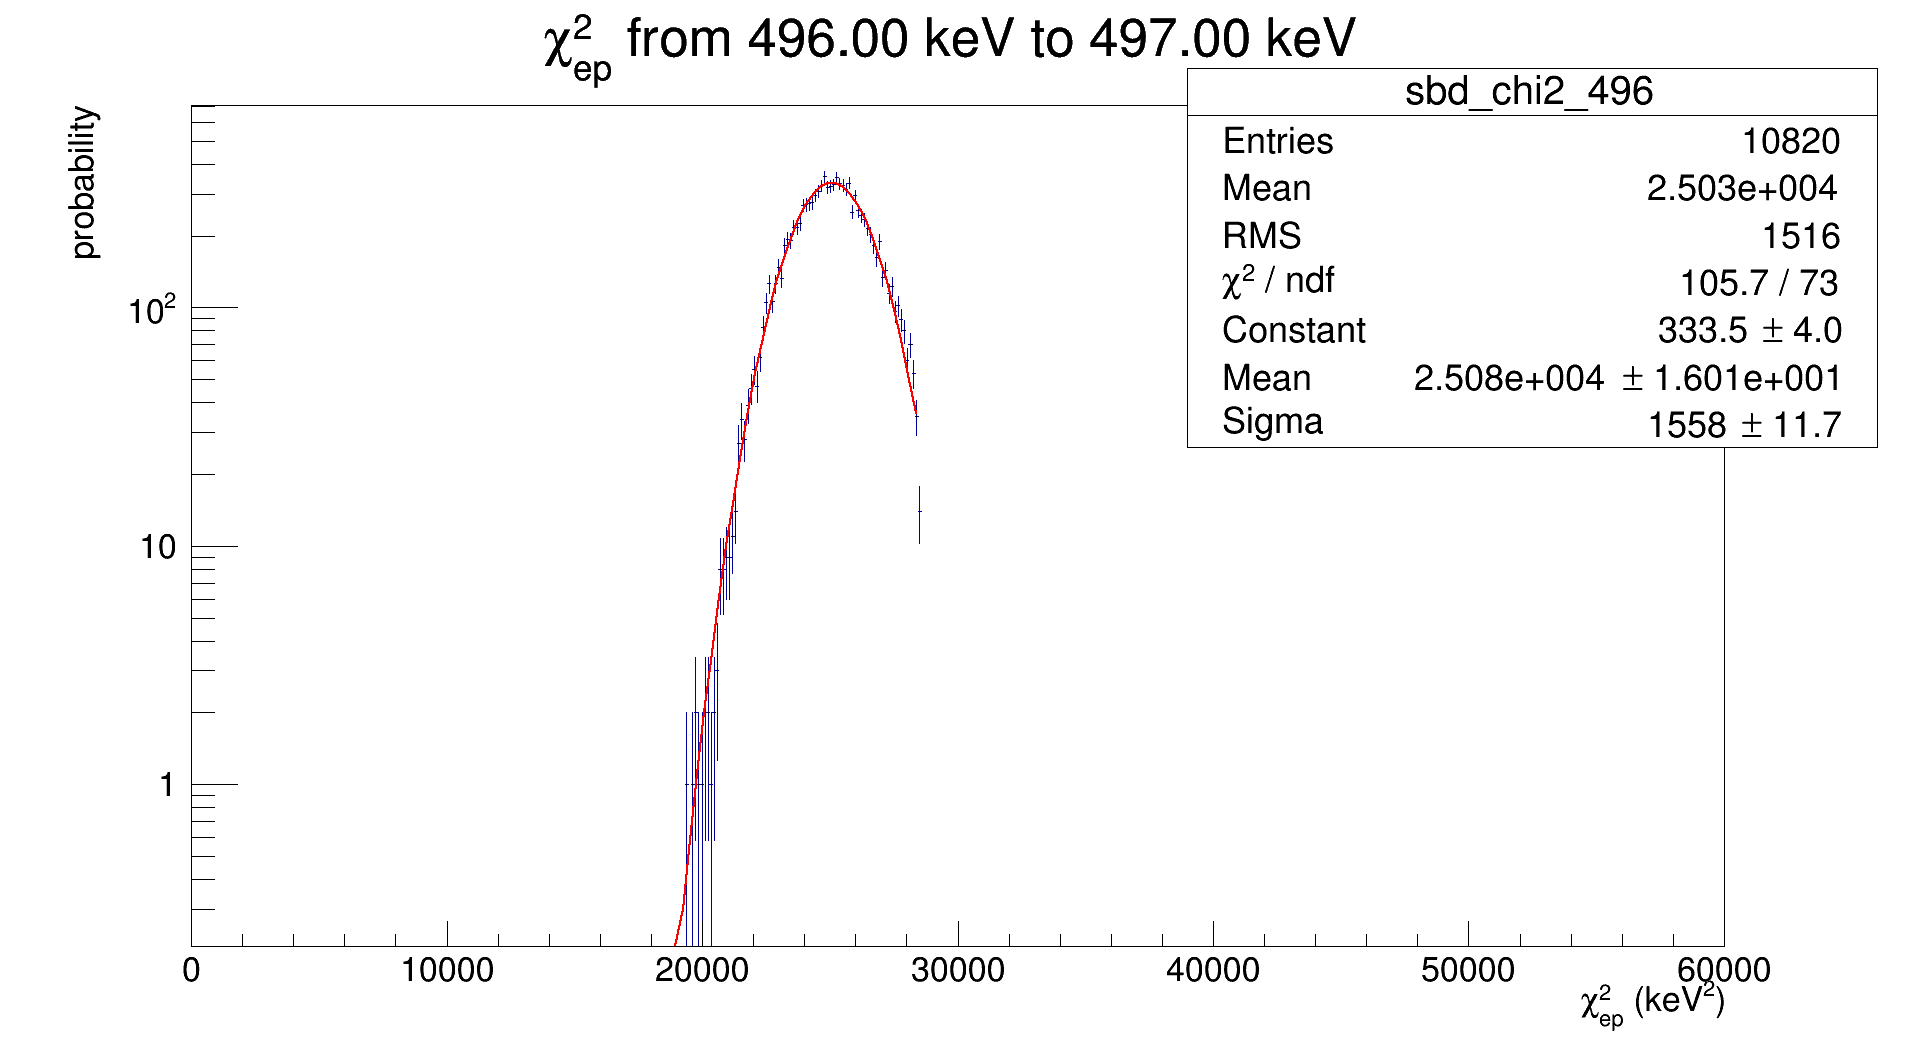 χ²ep from 496.00 keV to 497.00 keV
probability
sbd_chi2_496
Entries 10820
Mean 2.503e+004
RMS 1516
χ² / ndf 105.7 / 73
Constant 333.5 ± 4.0
Mean 2.508e+004 ± 1.601e+001
Sigma 1558 ± 11.7
10²
10
1
0 10000 20000 30000 40000 50000 60000
χ²ep (keV²)